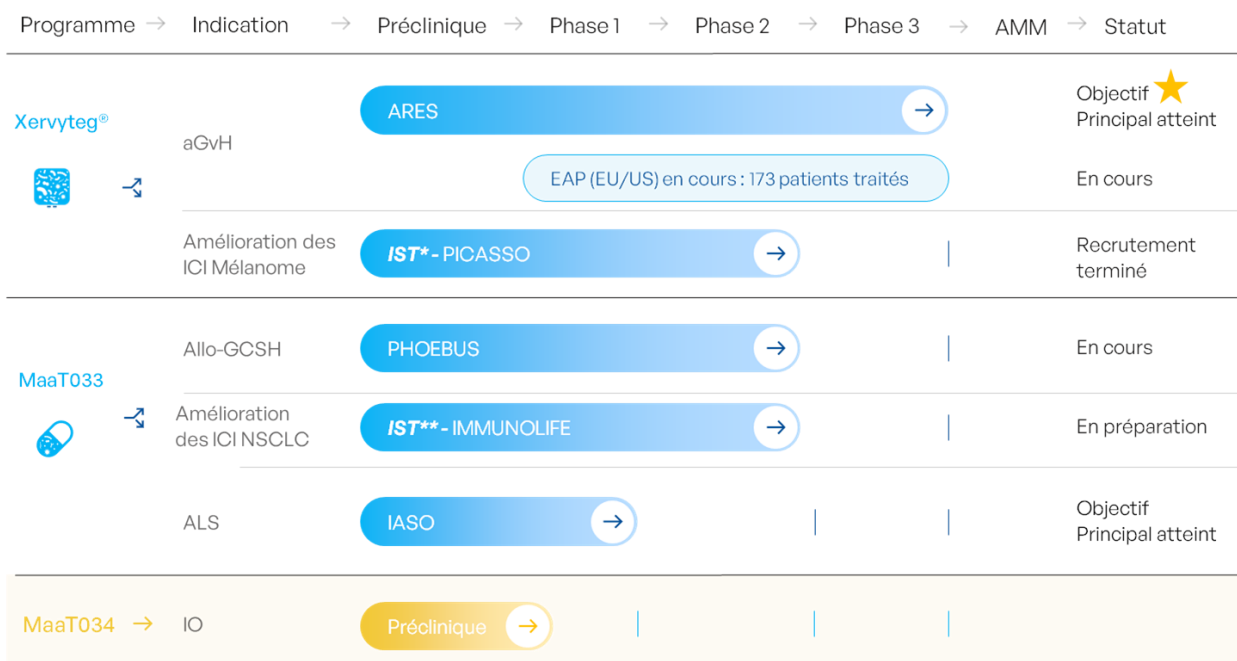 Programme → Indication → Préclinique → Phase 1 → Phase 2 → Phase 3 → AMM → Statut
Xervyteg®
aGvH
ARES
Objectif
Principal atteint
EAP (EU/US) en cours : 173 patients traités
En cours
Amélioration des
ICI Mélanome
IST* - PICASSO
Recrutement
terminé
MaaT033
Allo-GCSH
PHOEBUS
En cours
Amélioration
des ICI NSCLC
IST** - IMMUNOLIFE
En préparation
ALS
IASO
Objectif
Principal atteint
MaaT034 →
IO
Préclinique